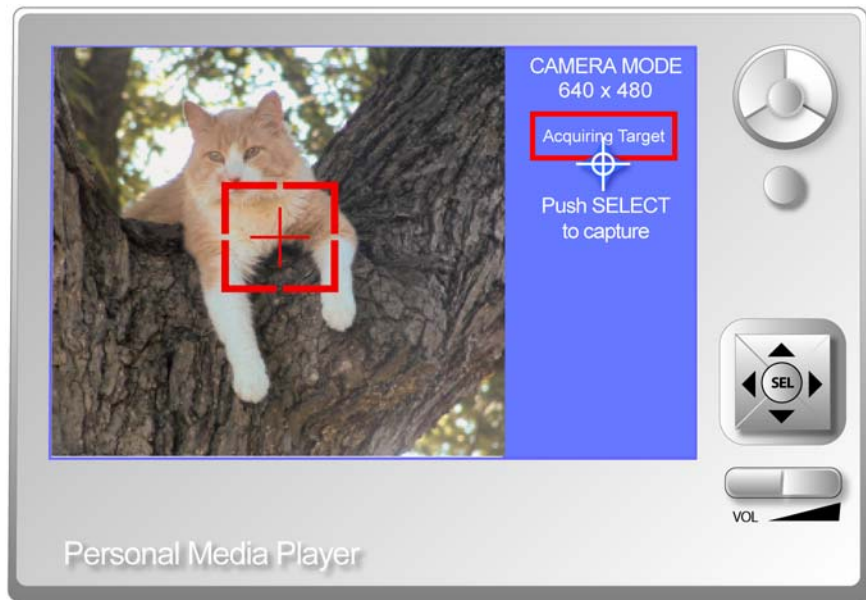 CAMERA MODE
640 x 480
Acquiring Target
Push SELECT
to capture
SEL
VOL
Personal Media Player